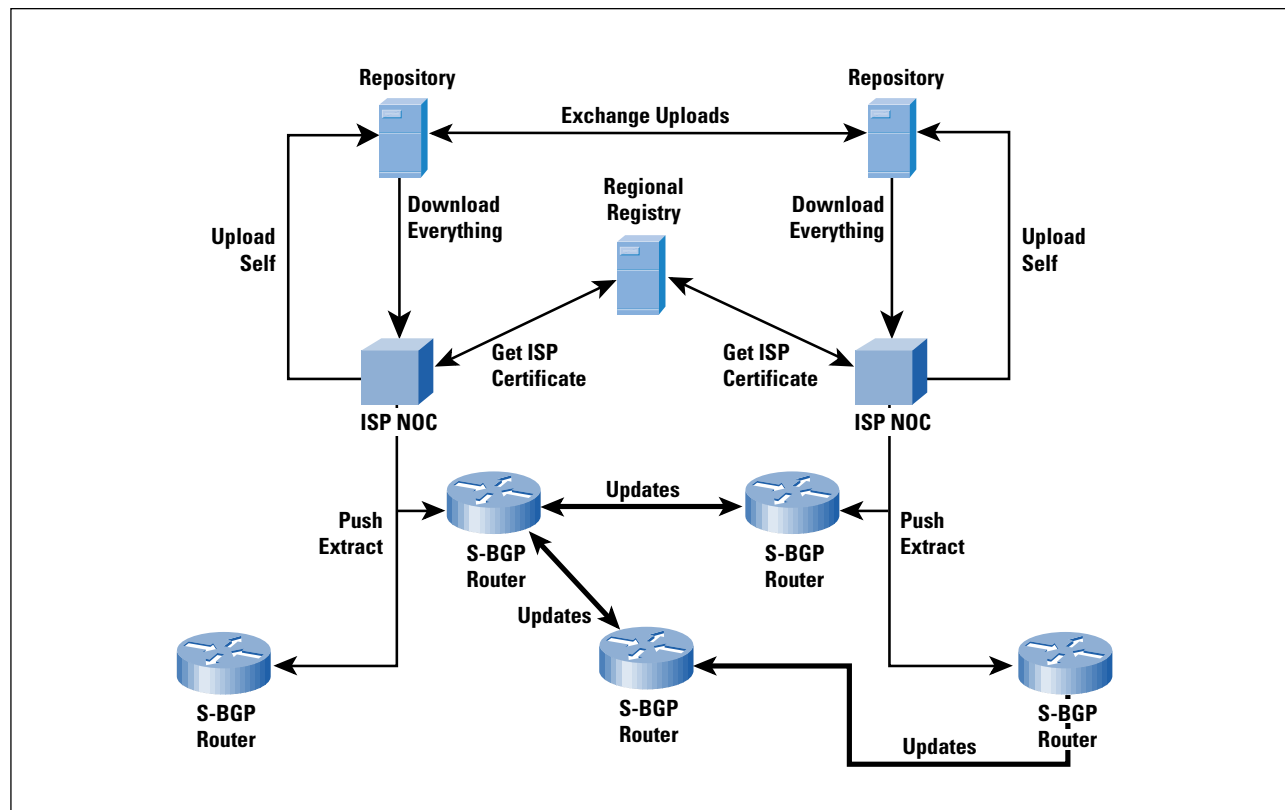 Repository
Repository
Exchange Uploads
Regional
Registry
Download
Everything
Download
Everything
Upload
Self
Upload
Self
Get ISP
Certificate
Get ISP
Certificate
ISP NOC
ISP NOC
Updates
Push
Extract
Push
Extract
S-BGP
Router
S-BGP
Router
Updates
S-BGP
Router
S-BGP
Router
S-BGP
Router
Updates